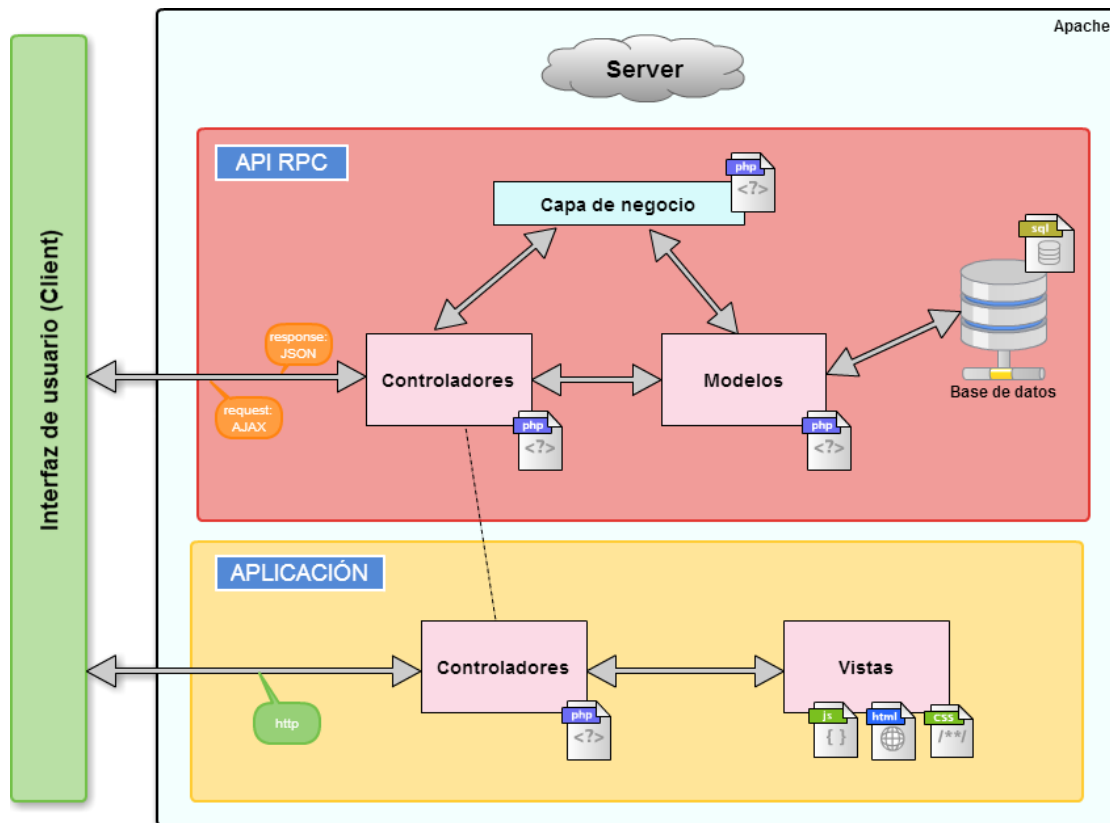 Apache
Server
API RPC
php
<?>
Capa de negocio
sql
Interfaz de usuario (Client)
response:
JSON
Controladores
Modelos
Base de datos
request:
AJAX
php
<?>
php
<?>
APLICACIÓN
Controladores
Vistas
http
php
<?>
js
{ }
html
css
/**/